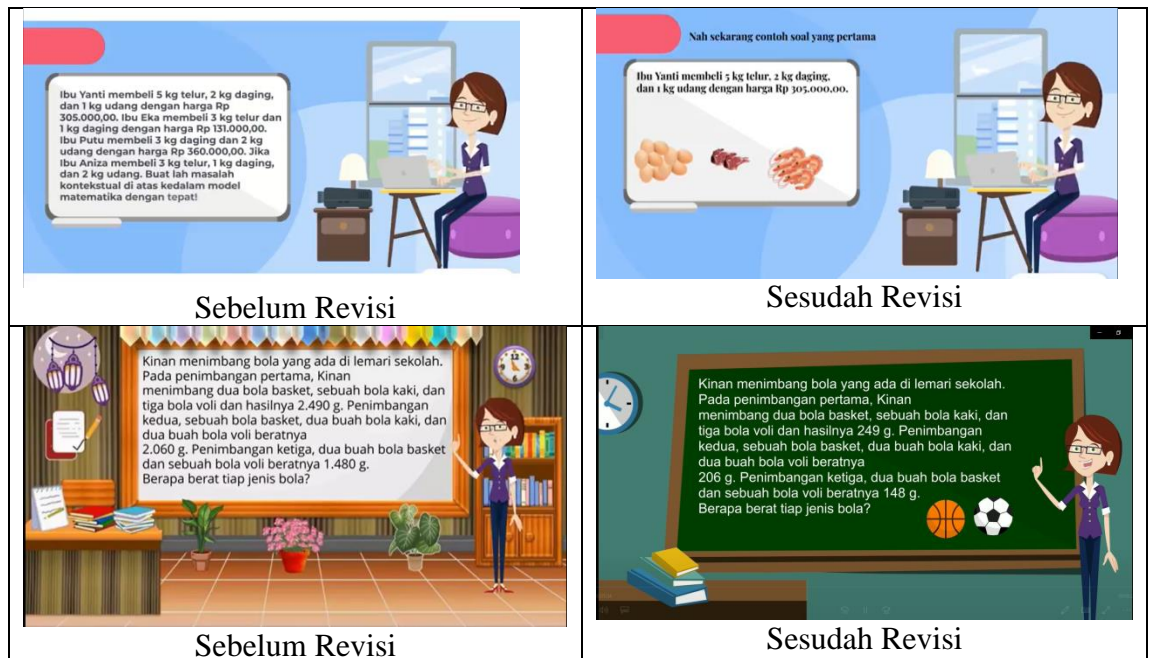 Ibu Yanti membeli 5 kg telur, 2 kg daging,
dan 1 kg udang dengan harga Rp
305.000,00. Ibu Eka membeli 3 kg telur dan
1 kg daging dengan harga Rp 131.000,00.
Ibu Putu membeli 3 kg daging dan 2 kg
udang dengan harga Rp 360.000,00. Jika
Ibu Aniza membeli 3 kg telur, 1 kg daging,
dan 2 kg udang. Buat lah masalah
kontekstual di atas kedalam model
matematika dengan tepat!
Sebelum Revisi
Nah sekarang contoh soal yang pertama
Ibu Yanti membeli 5 kg telur, 2 kg daging,
dan 1 kg udang dengan harga Rp 305.000,00.
Sesudah Revisi
Kinan menimbang bola yang ada di lemari sekolah.
Pada penimbangan pertama, Kinan
menimbang dua bola basket, sebuah bola kaki, dan
tiga bola voli dan hasilnya 2.490 g. Penimbangan
kedua, sebuah bola basket, dua buah bola kaki, dan
dua buah bola voli beratnya
2.060 g. Penimbangan ketiga, dua buah bola basket
dan sebuah bola voli beratnya 1.480 g.
Berapa berat tiap jenis bola?
Sebelum Revisi
Kinan menimbang bola yang ada di lemari sekolah.
Pada penimbangan pertama, Kinan
menimbang dua bola basket, sebuah bola kaki, dan
tiga bola voli dan hasilnya 249 g. Penimbangan
kedua, sebuah bola basket, dua buah bola kaki, dan
dua buah bola voli beratnya
206 g. Penimbangan ketiga, dua buah bola basket
dan sebuah bola voli beratnya 148 g.
Berapa berat tiap jenis bola?
Sesudah Revisi